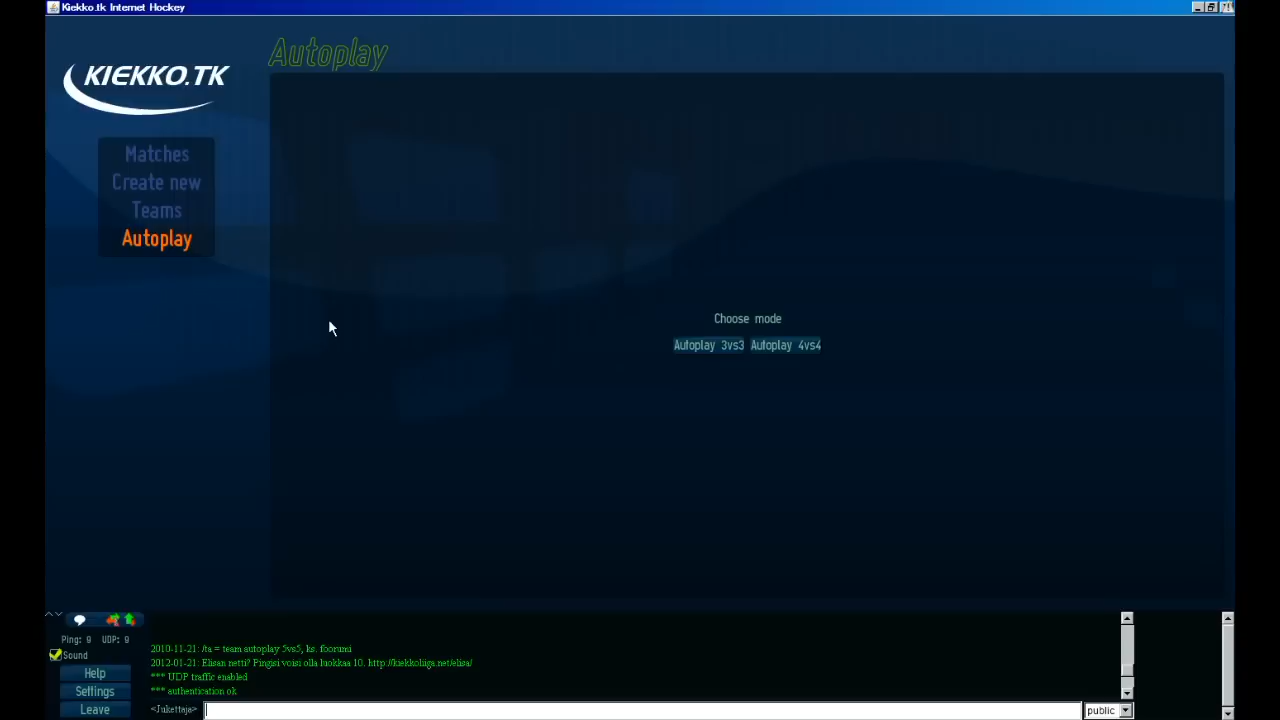 Kiekko.tk Internet Hockey
Autoplay
KIEKKO.TK
Matches
Create new
Teams
Autoplay
Choose mode
Autoplay 3vs3 Autoplay 4vs4
Ping: 9 UDP: 9
Sound
Help
Settings
Leave
2010-11-21: /ta = team autoplay 5vs5, ks. foorumi
2012-01-21: Elisan netti? Pingisi voisi olla luokkaa 10. http://kiekkoliiga.net/elisa/
*** UDP traffic enabled
*** authentication ok
<Jukettaja>
public